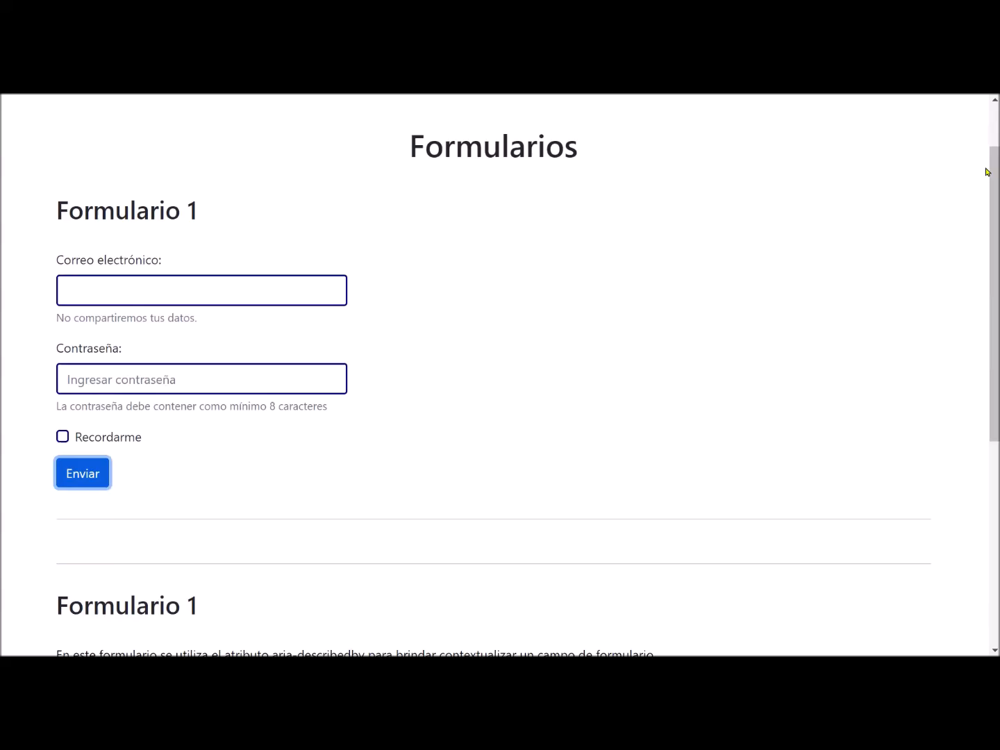 Formularios
Formulario 1
Correo electrónico:
No compartiremos tus datos.
Contraseña:
Ingresar contraseña
La contraseña debe contener como mínimo 8 caracteres
Recordarme
Enviar
Formulario 1
En este formulario se utiliza el atributo aria-describedby para brindar contextualizar un campo de formulario